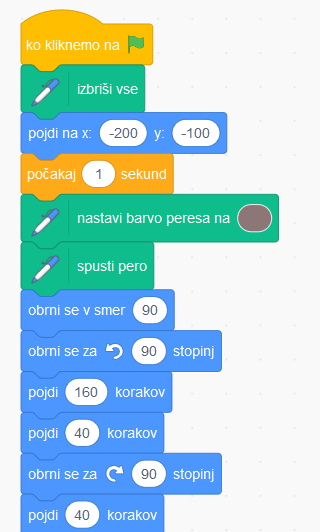 ko kliknemo na
izbriši vse
pojdi na x: -200 y: -100
počakaj 1 sekund
nastavi barvo peresa na
spusti pero
obrni se v smer 90
obrni se za 90 stopinj
pojdi 160 korakov
pojdi 40 korakov
obrni se za 90 stopinj
pojdi 40 korakov